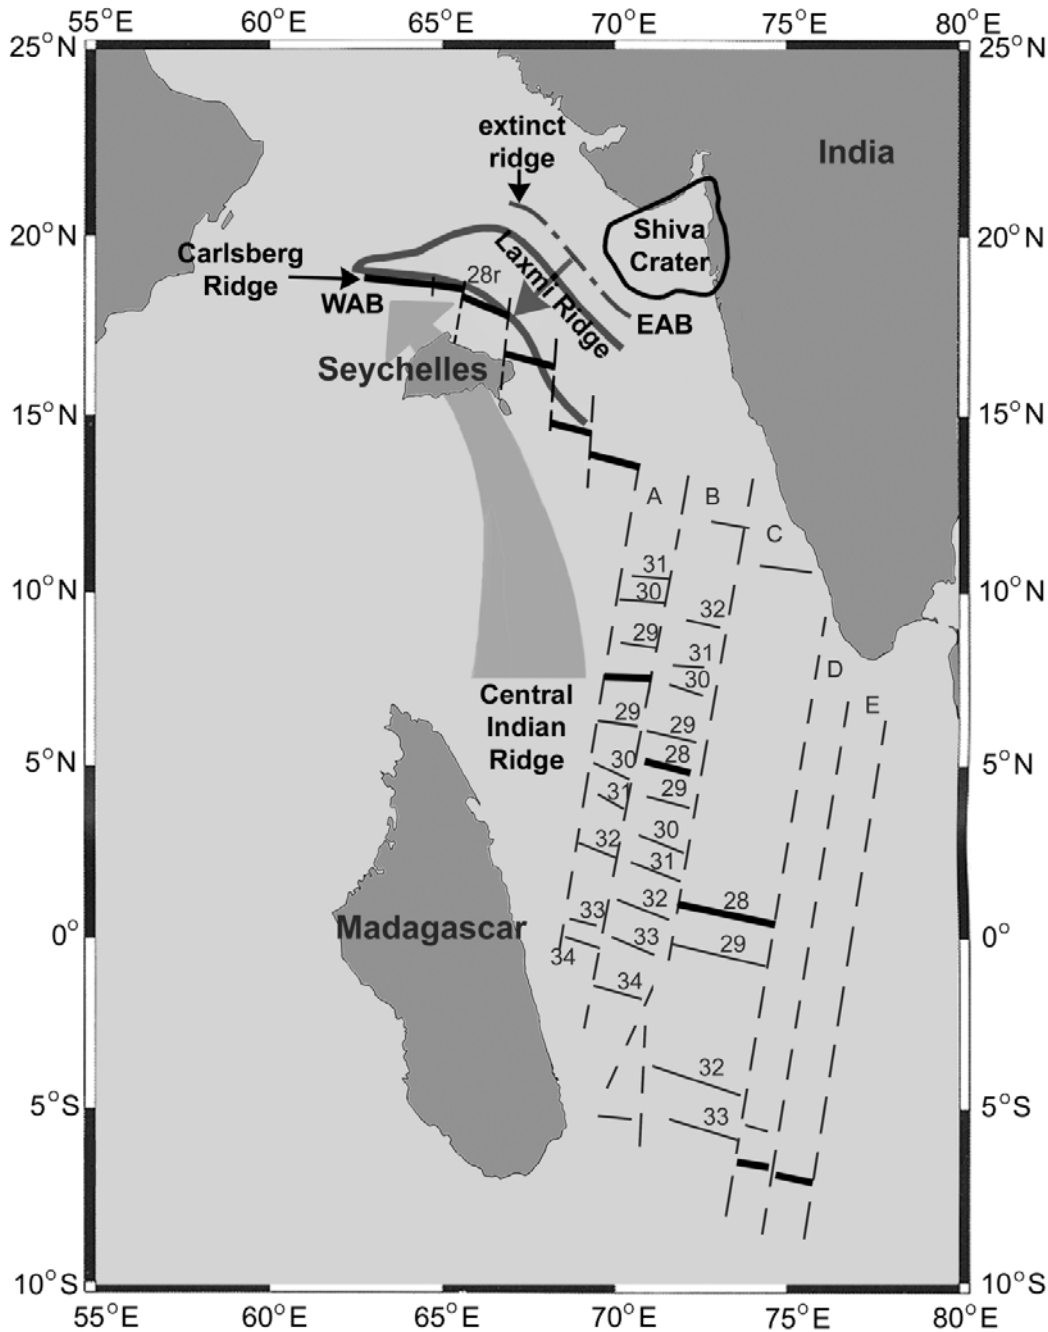 55°E 60°E 65°E 70°E 75°E 80°E
25°N 25°N
extinct
ridge
India
20°N 20°N
Shiva
Crater
Carlsberg
Ridge
28r
Laxmi Ridge
WAB
EAB
Seychelles
15°N 15°N
A B
C
31
10°N 30 10°N
32
29
31
D
30
E
Central
Indian
Ridge
29 29
5°N 30 28 5°N
31 29
30
32 31
32 28
33
Madagascar
0° 33 29 0°
34
34
32
5°S 33 5°S
10°S 10°S
55°E 60°E 65°E 70°E 75°E 80°E